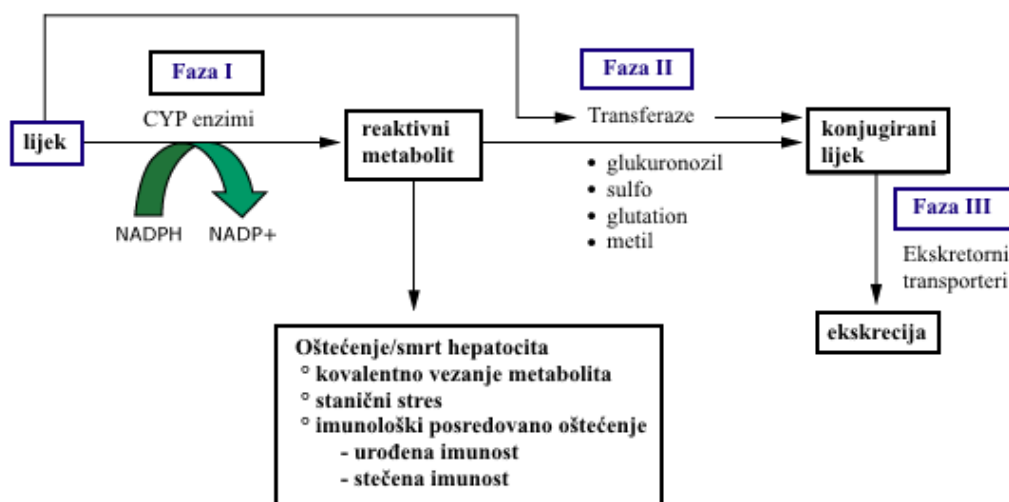 Faza I
Faza II
CYP enzimi
Transferaze
lijek
reaktivni
metabolit
konjugirani
lijek
• glukuronozil
• sulfo
• glutation
• metil
NADPH
NADP+
Faza III
Ekskretorni
transporteri
ekskrecija
Oštećenje/smrt hepatocita
° kovalentno vezanje metabolita
° stanični stres
° imunološki posredovano oštećenje
- urođena imunost
- stečena imunost